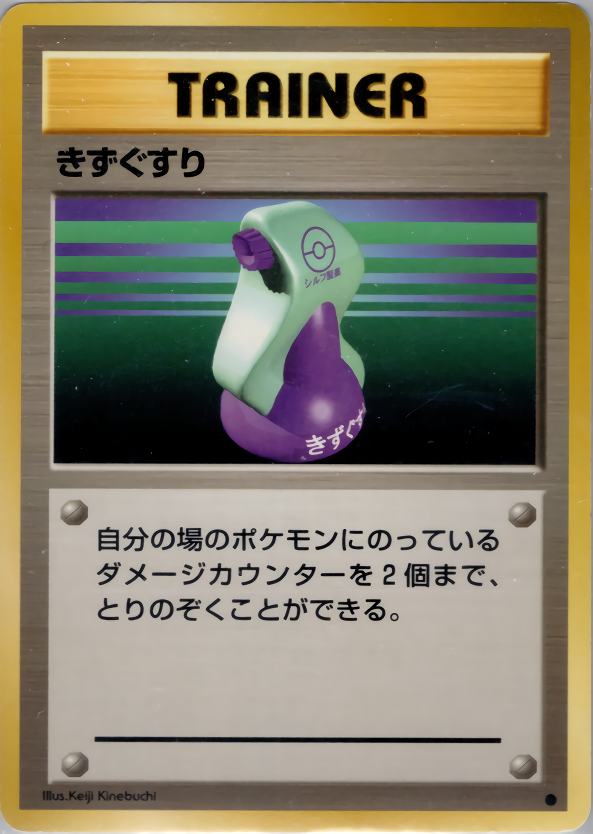 TRAINER
きずぐすり
シルフ製薬
きずぐす
自分の場のポケモンにのっている
ダメージカウンターを2個まで、
とりのぞくことができる。
Illus.Keiji Kinebuchi